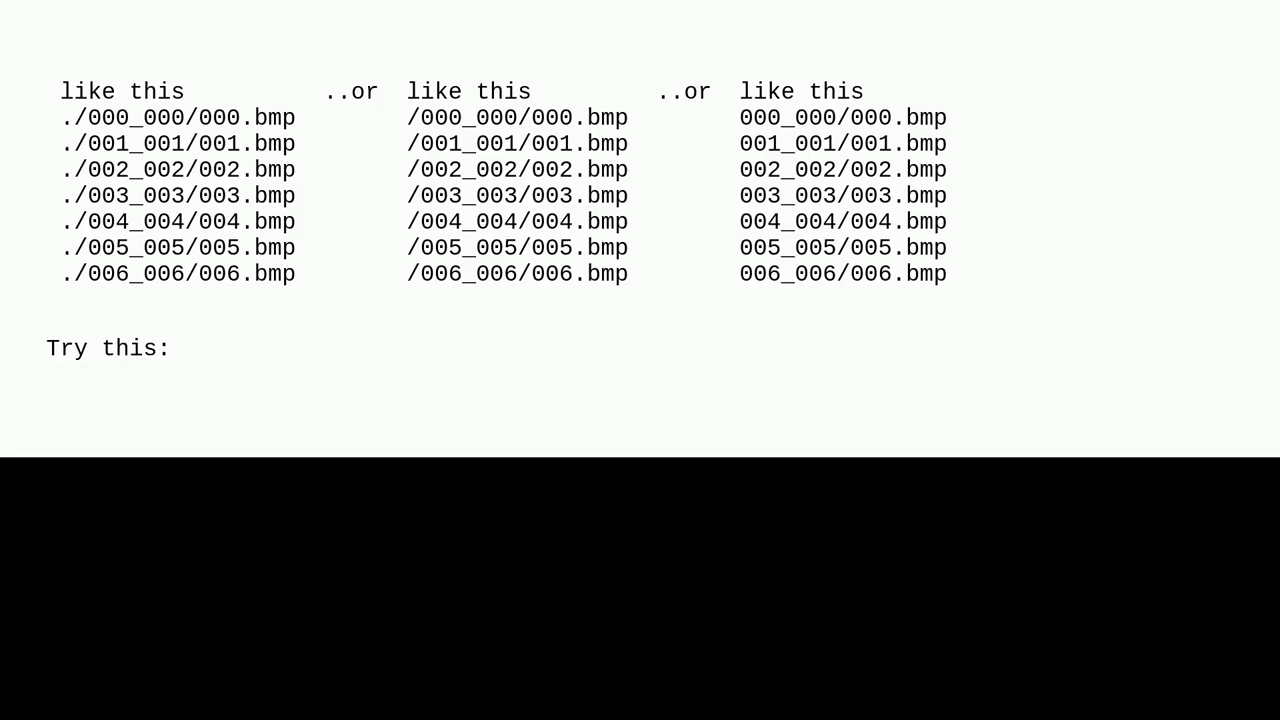 like this          ..or  like this         ..or  like this
./000_000/000.bmp        /000_000/000.bmp        000_000/000.bmp
./001_001/001.bmp        /001_001/001.bmp        001_001/001.bmp
./002_002/002.bmp        /002_002/002.bmp        002_002/002.bmp
./003_003/003.bmp        /003_003/003.bmp        003_003/003.bmp
./004_004/004.bmp        /004_004/004.bmp        004_004/004.bmp
./005_005/005.bmp        /005_005/005.bmp        005_005/005.bmp
./006_006/006.bmp        /006_006/006.bmp        006_006/006.bmp
Try this: